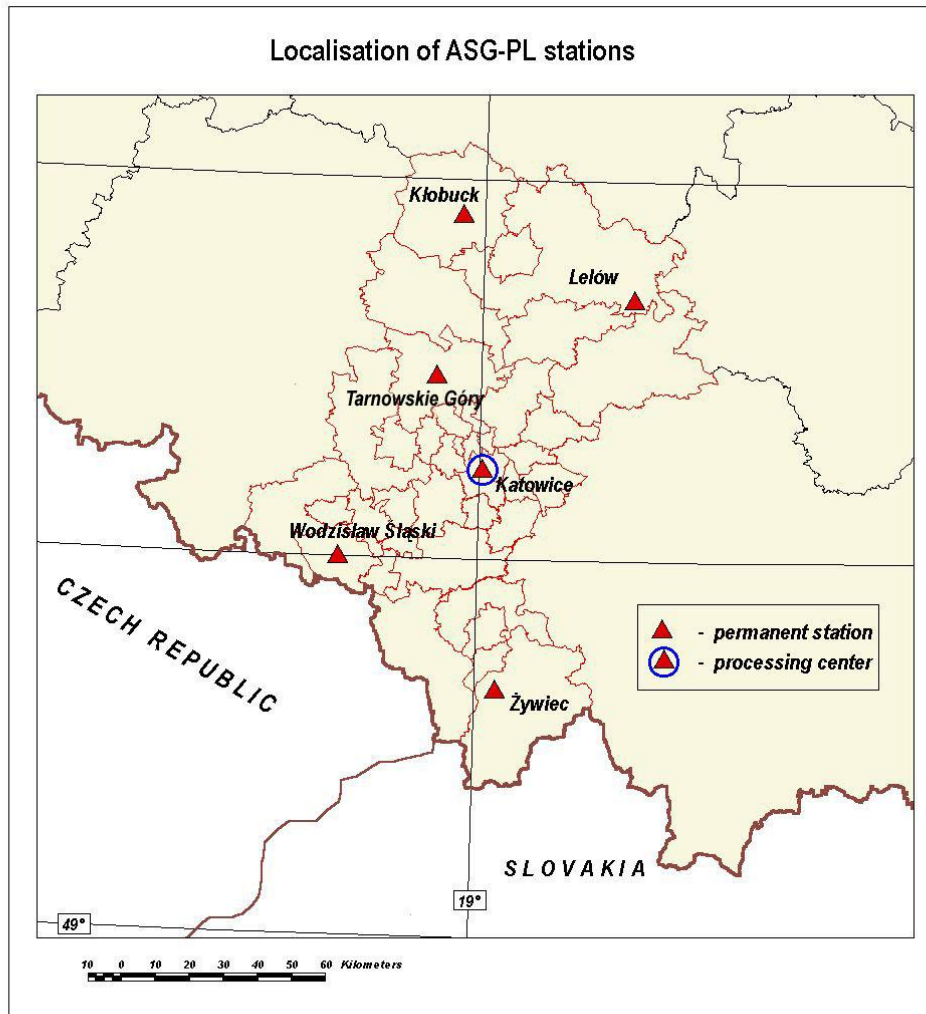 Localisation of ASG-PL stations
Kłobuck
Lelów
Tarnowskie Góry
Katowice
Wodzisław Śląski
CZECH REPUBLIC
- permanent station
- processing center
Żywiec
SLOVAKIA
19°
49°
10 0 10 20 30 40 50 60 Kilometers